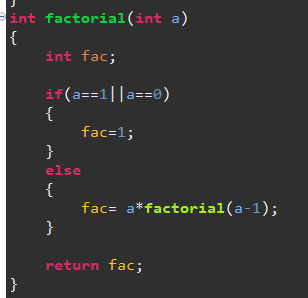 }
int factorial(int a)
{
    int fac;

    if(a==1||a==0)
    {
        fac=1;
    }
    else
    {
        fac= a*factorial(a-1);
    }

    return fac;
}